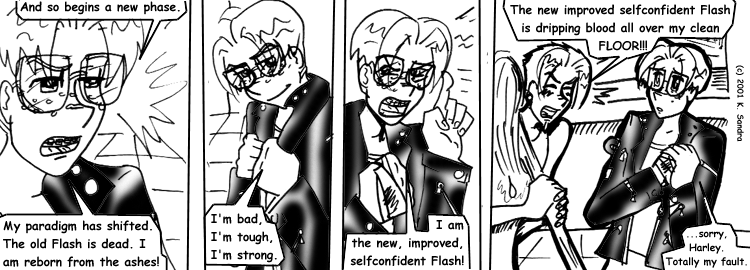 And so begins a new phase.
My paradigm has shifted.
The old Flash is dead. I
am reborn from the ashes!
I'm bad,
I'm tough,
I'm strong.
I am
the new, improved,
selfconfident Flash!
The new improved selfconfident Flash
is dripping blood all over my clean
FLOOR!!!
...sorry,
Harley.
Totally my fault.
(c) 2001 K. Sandra